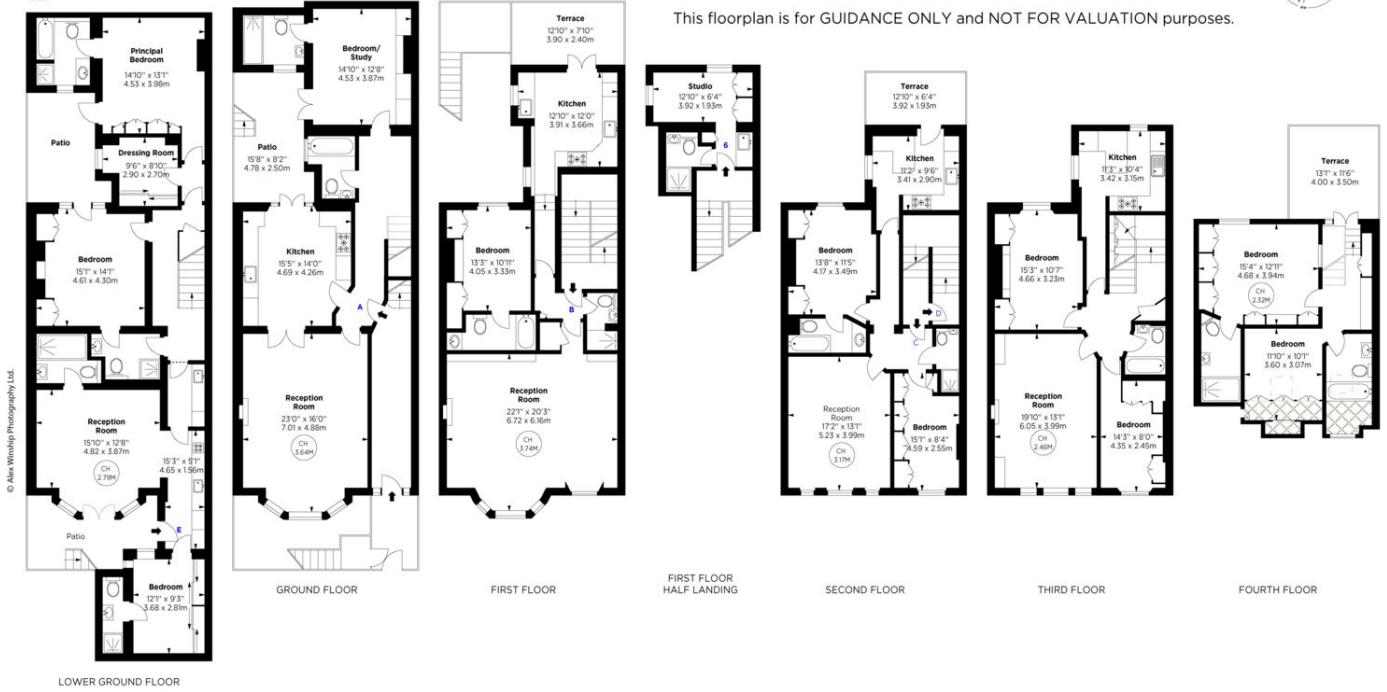 This floorplan is for GUIDANCE ONLY and NOT FOR VALUATION purposes.
© Alex Winship Photography Ltd.
Principal
Bedroom
14'10" x 13'1"
4.53 x 3.98m
Patio
Dressing Room
9'6" x 8'10"
2.90 x 2.70m
Bedroom
15'1" x 14'1"
4.61 x 4.30m
Reception
Room
15'10" x 12'8"
4.82 x 3.87m
CH
2.79M
15'3" x 5'1"
4.65 x 1.56m
E
Patio
Bedroom
12'1" x 9'3"
3.68 x 2.81m
LOWER GROUND FLOOR
Bedroom/
Study
14'10" x 12'8"
4.53 x 3.87m
Patio
15'8" x 8'2"
4.78 x 2.50m
Kitchen
15'5" x 14'0"
4.69 x 4.26m
A
Reception
Room
23'0" x 16'0"
7.01 x 4.88m
CH
3.64M
GROUND FLOOR
Terrace
12'10" x 7'10"
3.90 x 2.40m
Kitchen
12'10" x 12'0"
3.91 x 3.66m
Bedroom
13'3" x 10'11"
4.05 x 3.33m
B
Reception
Room
22'1" x 20'3"
6.72 x 6.16m
CH
3.74M
FIRST FLOOR
Studio
12'10" x 6'4"
3.92 x 1.93m
6
FIRST FLOOR
HALF LANDING
Terrace
12'10" x 6'4"
3.92 x 1.93m
Kitchen
11'2" x 9'6"
3.41 x 2.90m
Bedroom
13'8" x 11'5"
4.17 x 3.49m
D
C
Reception
Room
17'2" x 13'1"
5.23 x 3.99m
CH
3.17M
Bedroom
15'1" x 8'4"
4.59 x 2.55m
SECOND FLOOR
Kitchen
11'3" x 10'4"
3.42 x 3.15m
Bedroom
15'3" x 10'7"
4.66 x 3.23m
Reception
Room
19'10" x 13'1"
6.05 x 3.99m
CH
2.46M
Bedroom
14'3" x 8'0"
4.35 x 2.45m
THIRD FLOOR
Terrace
13'1" x 11'6"
4.00 x 3.50m
Bedroom
15'4" x 12'11"
4.68 x 3.94m
CH
2.32M
Bedroom
11'10" x 10'1"
3.60 x 3.07m
FOURTH FLOOR